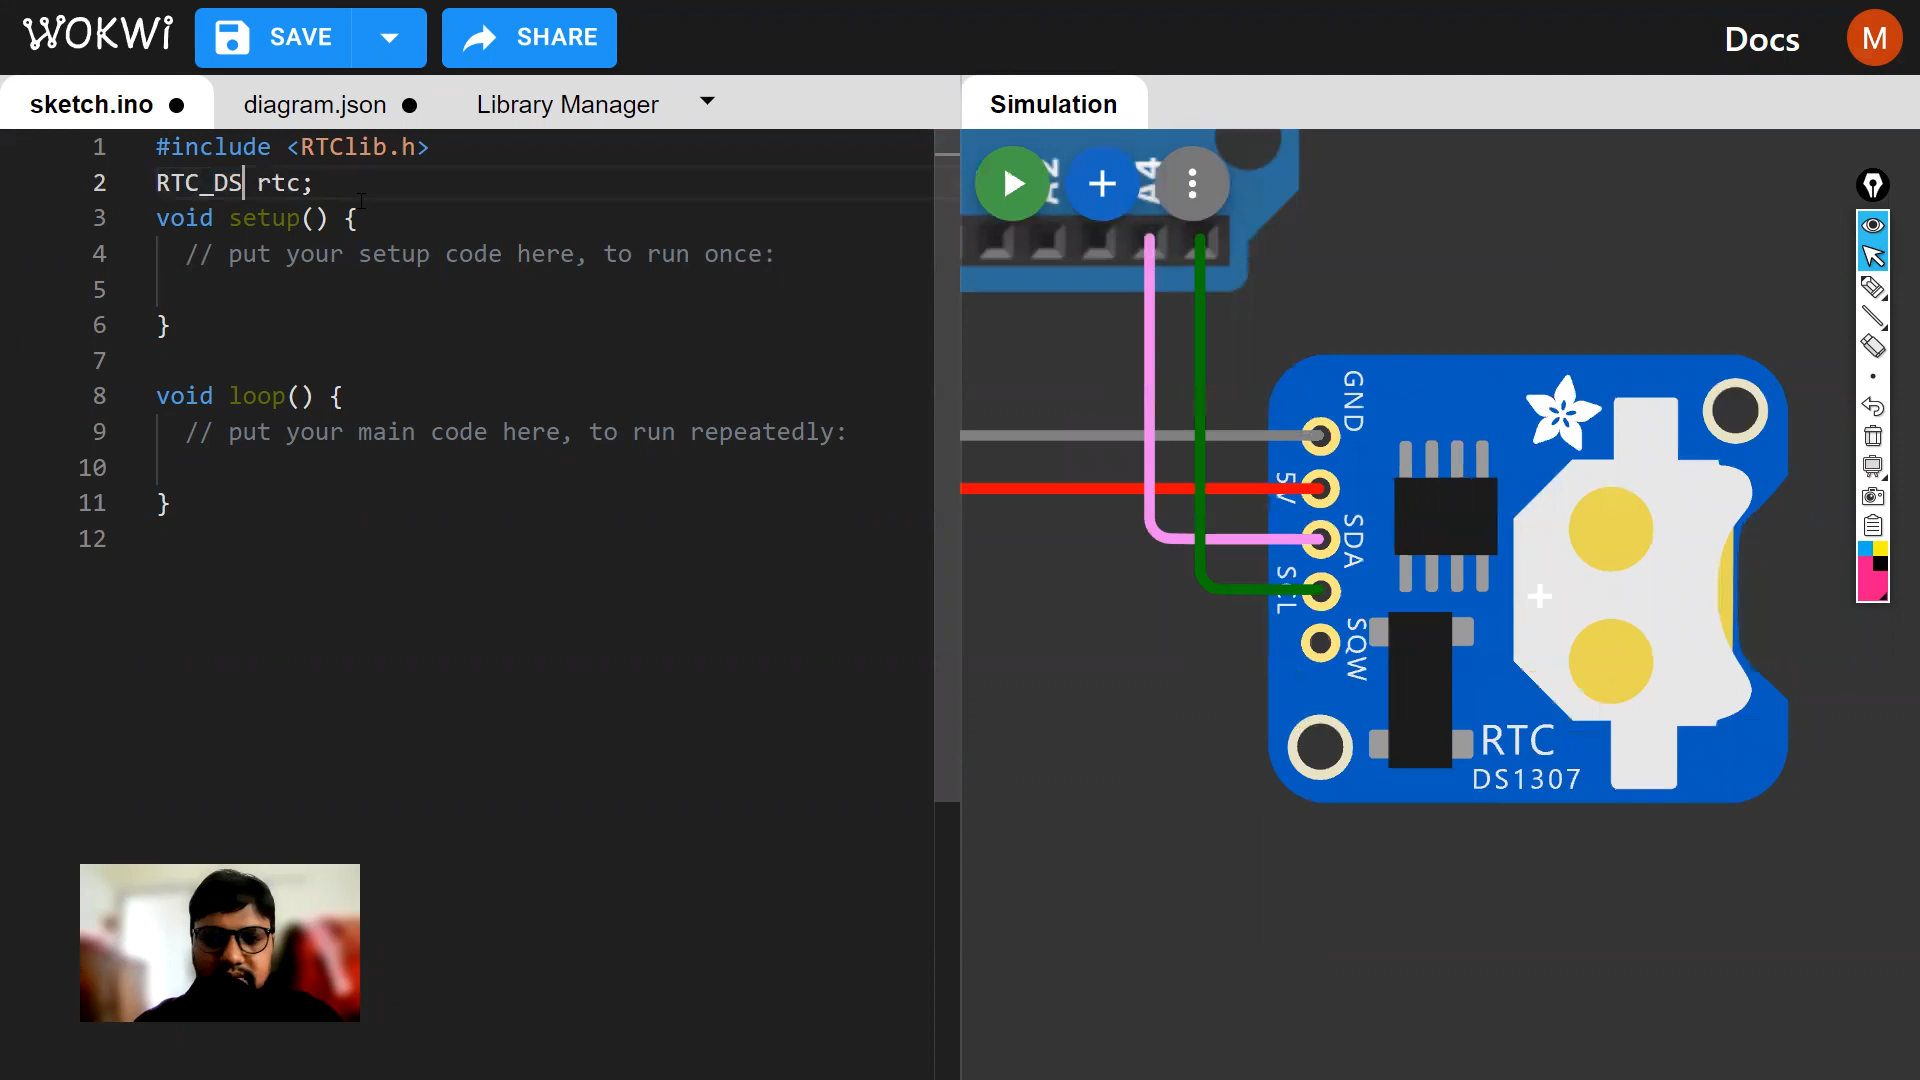 WOKWi
SAVE
SHARE
Docs
M
sketch.ino
diagram.json
Library Manager
Simulation
1 #include <RTClib.h>
2 RTC_DS rtc;
3 void setup() {
4 // put your setup code here, to run once:
5
6 }
7
8 void loop() {
9 // put your main code here, to run repeatedly:
10
11 }
12
A2
A4
GND
5V
SDA
SCL
SQW
RTC
DS1307